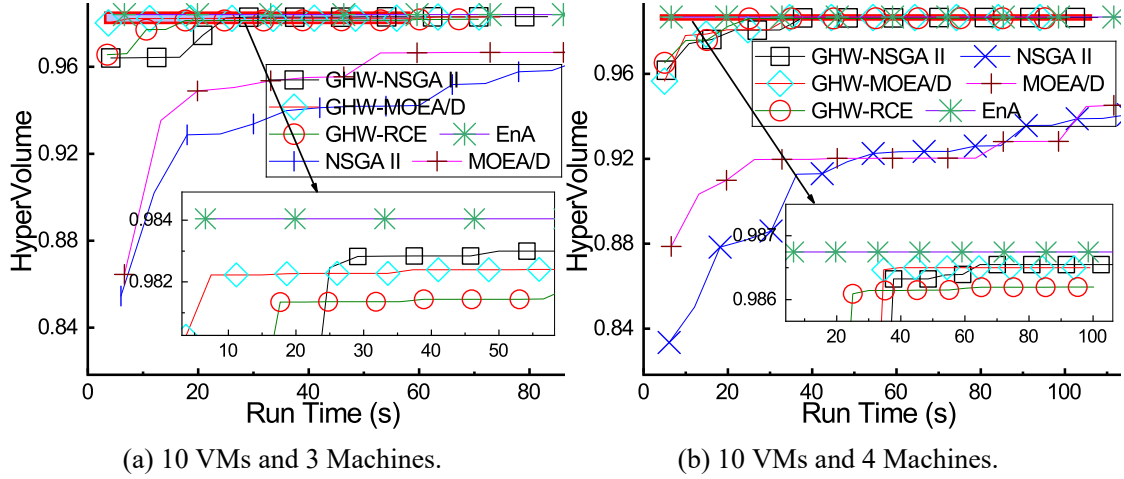 HyperVolume
0.96
0.92
0.88
0.84
GHW-NSGA II
GHW-MOEA/D
GHW-RCE
EnA
NSGA II
MOEA/D
0.984
0.982
10
20
30
40
50
0
20
40
60
80
Run Time (s)
(a) 10 VMs and 3 Machines.
HyperVolume
0.96
0.92
0.88
0.84
GHW-NSGA II
NSGA II
GHW-MOEA/D
MOEA/D
GHW-RCE
EnA
0.987
0.986
20
40
60
80
100
0
20
40
60
80
100
Run Time (s)
(b) 10 VMs and 4 Machines.